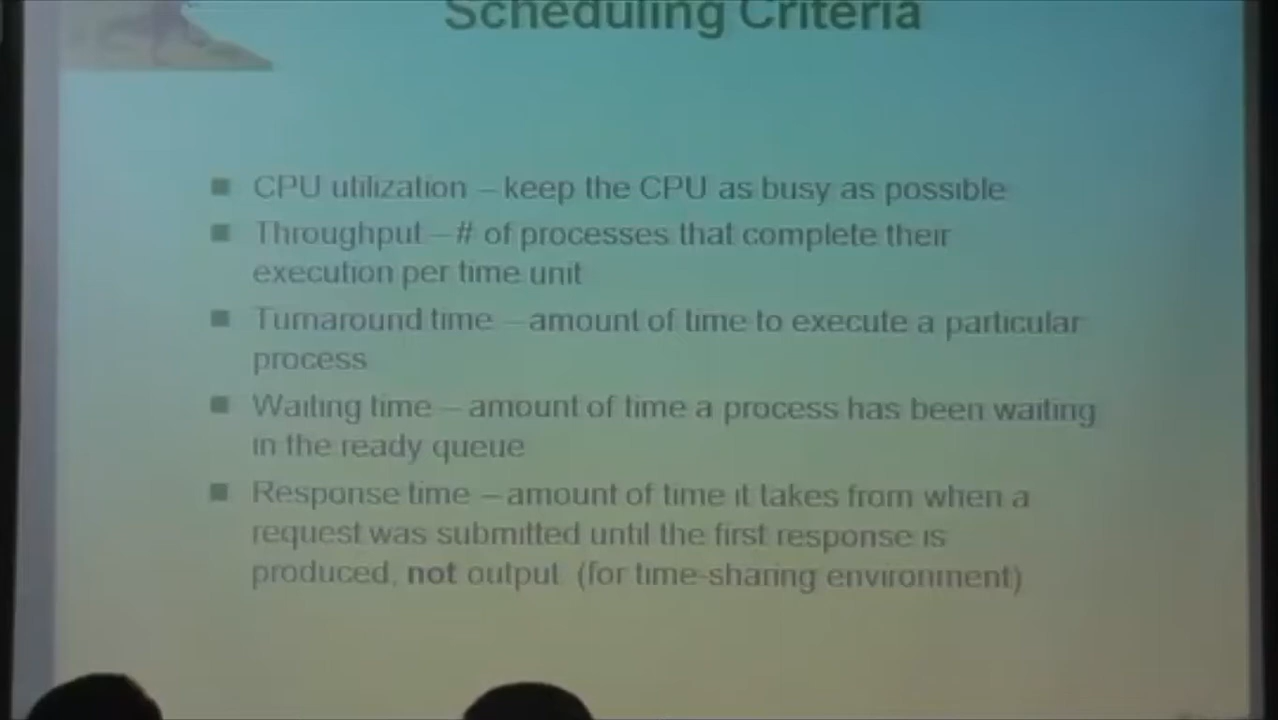 Scheduling Criteria
CPU utilization – keep the CPU as busy as possible
Throughput – # of processes that complete their
execution per time unit
Turnaround time – amount of time to execute a particular
process
Waiting time – amount of time a process has been waiting
in the ready queue
Response time – amount of time it takes from when a
request was submitted until the first response is
produced, not output (for time-sharing environment)